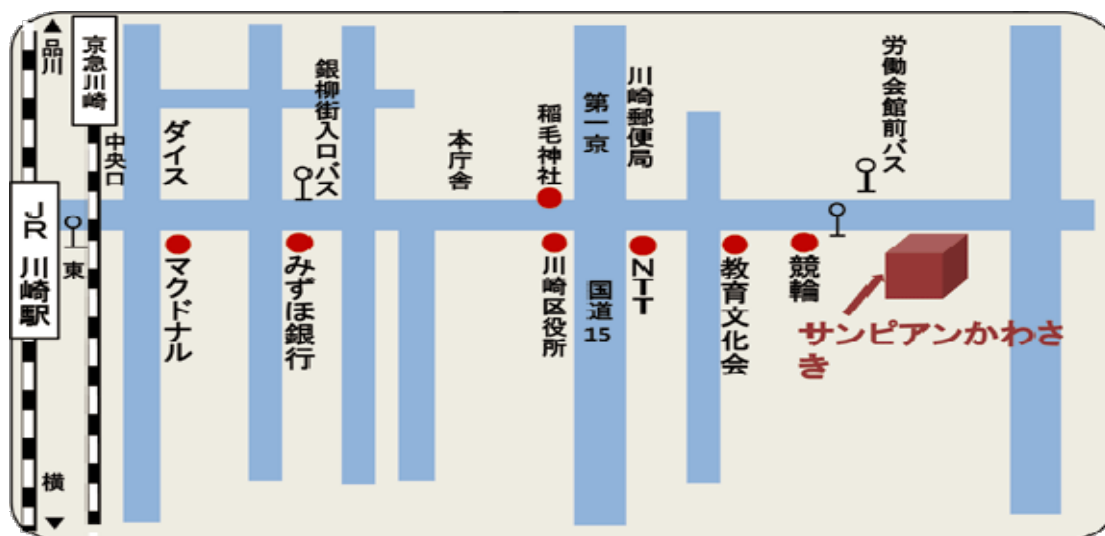 品川
京急川崎
JR 川崎駅
東
横
中央口
ダイス
マクドナル
銀柳街入口バス
みずほ銀行
本庁舎
稲毛神社
川崎区役所
第一京
国道
15
川崎郵便局
NTT
教育文化会
競輪
労働会館前バス
サンピアンかわさ
き